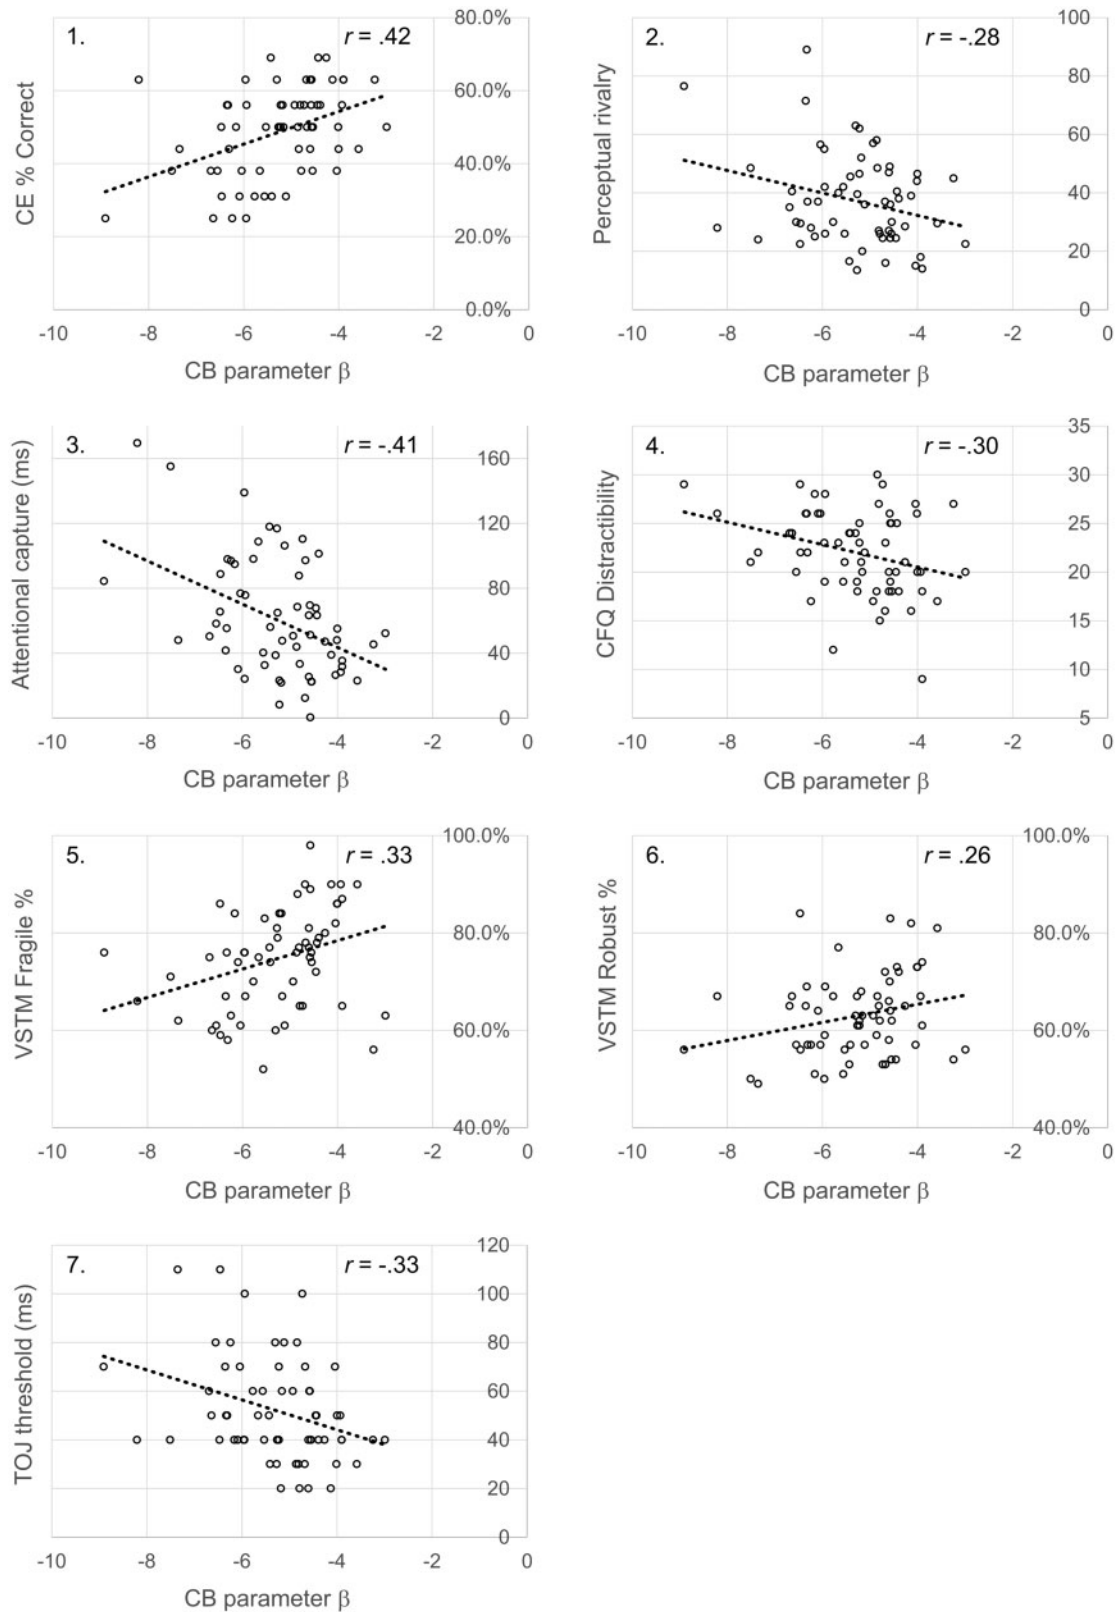 1.
r = .42
CE % Correct
80.0%
60.0%
40.0%
20.0%
0.0%
-10 -8 -6 -4 -2 0
CB parameter β
2.
r = -.28
Perceptual rivalry
100
80
60
40
20
0
-10 -8 -6 -4 -2 0
CB parameter β
3.
r = -.41
Attentional capture (ms)
160
120
80
40
0
-10 -8 -6 -4 -2 0
CB parameter β
4.
r = -.30
CFQ Distractibility
35
30
25
20
15
10
5
-10 -8 -6 -4 -2 0
CB parameter β
5.
r = .33
VSTM Fragile %
100.0%
80.0%
60.0%
40.0%
-10 -8 -6 -4 -2 0
CB parameter β
6.
r = .26
VSTM Robust %
100.0%
80.0%
60.0%
40.0%
-10 -8 -6 -4 -2 0
CB parameter β
7.
r = -.33
TOJ threshold (ms)
120
100
80
60
40
20
0
-10 -8 -6 -4 -2 0
CB parameter β